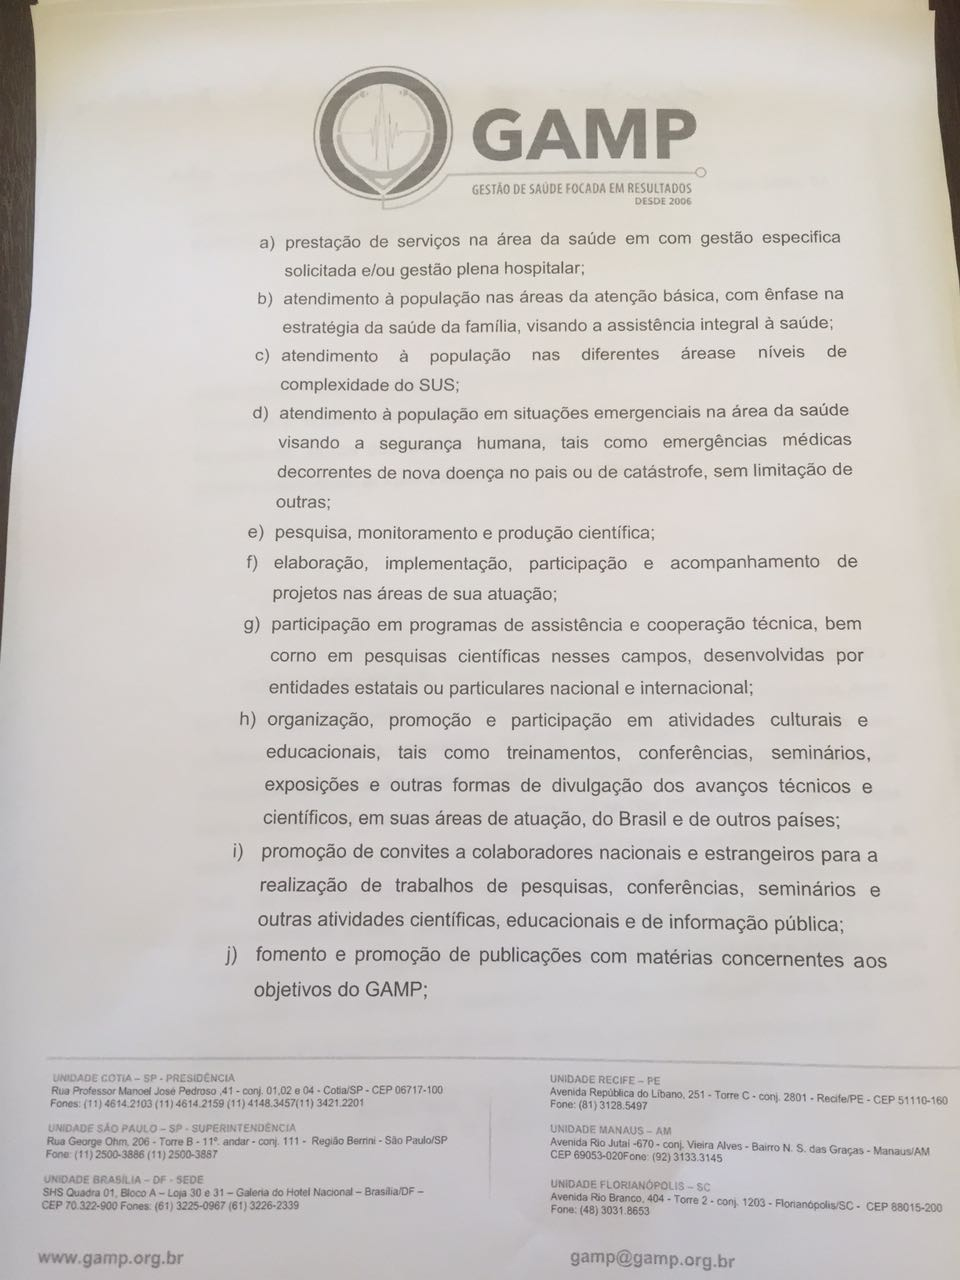 GAMP
GESTÃO DE SAÚDE FOCADA EM RESULTADOS
DESDE 2006
a) prestação de serviços na área da saúde em com gestão especifica
solicitada e/ou gestão plena hospitalar;
b) atendimento à população nas áreas da atenção básica, com ênfase na
estratégia da saúde da família, visando a assistência integral à saúde;
c) atendimento à população nas diferentes árease níveis de
complexidade do SUS;
d) atendimento à população em situações emergenciais na área da saúde
visando a segurança humana, tais como emergências médicas
decorrentes de nova doença no pais ou de catástrofe, sem limitação de
outras;
e) pesquisa, monitoramento e produção científica;
f) elaboração, implementação, participação e acompanhamento de
projetos nas áreas de sua atuação;
g) participação em programas de assistência e cooperação técnica, bem
corno em pesquisas científicas nesses campos, desenvolvidas por
entidades estatais ou particulares nacional e internacional;
h) organização, promoção e participação em atividades culturais e
educacionais, tais como treinamentos, conferências, seminários,
exposições e outras formas de divulgação dos avanços técnicos e
científicos, em suas áreas de atuação, do Brasil e de outros países;
i) promoção de convites a colaboradores nacionais e estrangeiros para a
realização de trabalhos de pesquisas, conferências, seminários e
outras atividades científicas, educacionais e de informação pública;
j) fomento e promoção de publicações com matérias concernentes aos
objetivos do GAMP;
UNIDADE COTIA – SP - PRESIDÊNCIA
Rua Professor Manoel José Pedroso ,41 - conj. 01,02 e 04 - Cotia/SP - CEP 06717-100
Fones: (11) 4614.2103 (11) 4614.2159 (11) 4148.3457(11) 3421.2201
UNIDADE SÃO PAULO – SP - SUPERINTENDÊNCIA
Rua George Ohm, 206 - Torre B - 11º. andar - conj. 111 - Região Berrini - São Paulo/SP
Fone: (11) 2500-3886 (11) 2500-3887
UNIDADE BRASÍLIA – DF - SEDE
SHS Quadra 01, Bloco A – Loja 30 e 31 – Galeria do Hotel Nacional – Brasília/DF –
CEP 70.322-900 Fones: (61) 3225-0967 (61) 3226-2339
www.gamp.org.br
UNIDADE RECIFE – PE
Avenida República do Líbano, 251 - Torre C - conj. 2801 - Recife/PE - CEP 51110-160
Fone: (81) 3128.5497
UNIDADE MANAUS – AM
Avenida Rio Jutaí -670 - conj. Vieira Alves - Bairro N. S. das Graças - Manaus/AM
CEP 69053-020Fone: (92) 3133.3145
UNIDADE FLORIANÓPOLIS – SC
Avenida Rio Branco, 404 - Torre 2 - conj. 1203 - Florianópolis/SC - CEP 88015-200
Fone: (48) 3031.8653
gamp@gamp.org.br